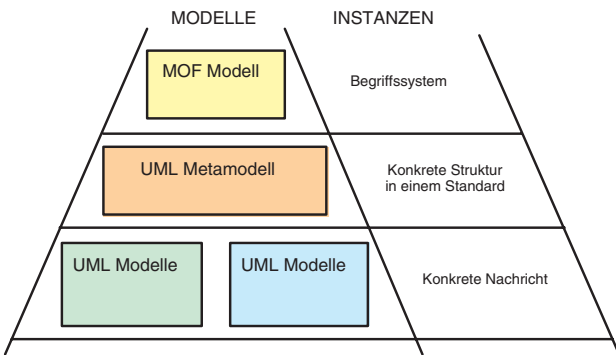 MODELLE
INSTANZEN
MOF Modell
Begriffssystem
UML Metamodell
Konkrete Struktur
in einem Standard
UML Modelle
UML Modelle
Konkrete Nachricht